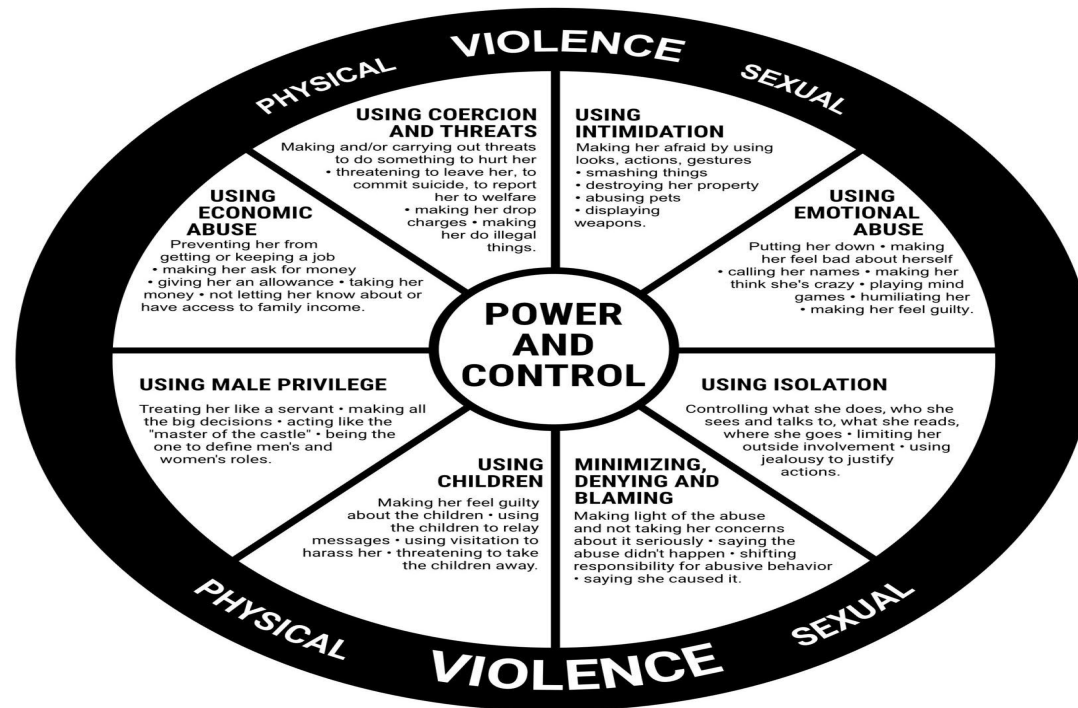 PHYSICAL VIOLENCE SEXUAL
USING COERCION
AND THREATS
Making and/or carrying out threats
to do something to hurt her
• threatening to leave her, to
commit suicide, to report
her to welfare
• making her drop
charges • making
her do illegal
things.
USING
INTIMIDATION
Making her afraid by using
looks, actions, gestures
• smashing things
• destroying her property
• abusing pets
• displaying
weapons.
USING
ECONOMIC
ABUSE
Preventing her from
getting or keeping a job
• making her ask for money
• giving her an allowance • taking her
money • not letting her know about or
have access to family income.
USING
EMOTIONAL
ABUSE
Putting her down • making
her feel bad about herself
• calling her names • making her
think she's crazy • playing mind
games • humiliating her
• making her feel guilty.
POWER
AND
CONTROL
USING MALE PRIVILEGE
Treating her like a servant • making all
the big decisions • acting like the
"master of the castle" • being the
one to define men's and
women's roles.
USING ISOLATION
Controlling what she does, who she
sees and talks to, what she reads,
where she goes • limiting her
outside involvement • using
jealousy to justify
actions.
USING
CHILDREN
Making her feel guilty
about the children • using
the children to relay
messages • using visitation to
harass her • threatening to take
the children away.
MINIMIZING,
DENYING AND
BLAMING
Making light of the abuse
and not taking her concerns
about it seriously • saying the
abuse didn't happen • shifting
responsibility for abusive behavior
• saying she caused it.
PHYSICAL VIOLENCE SEXUAL